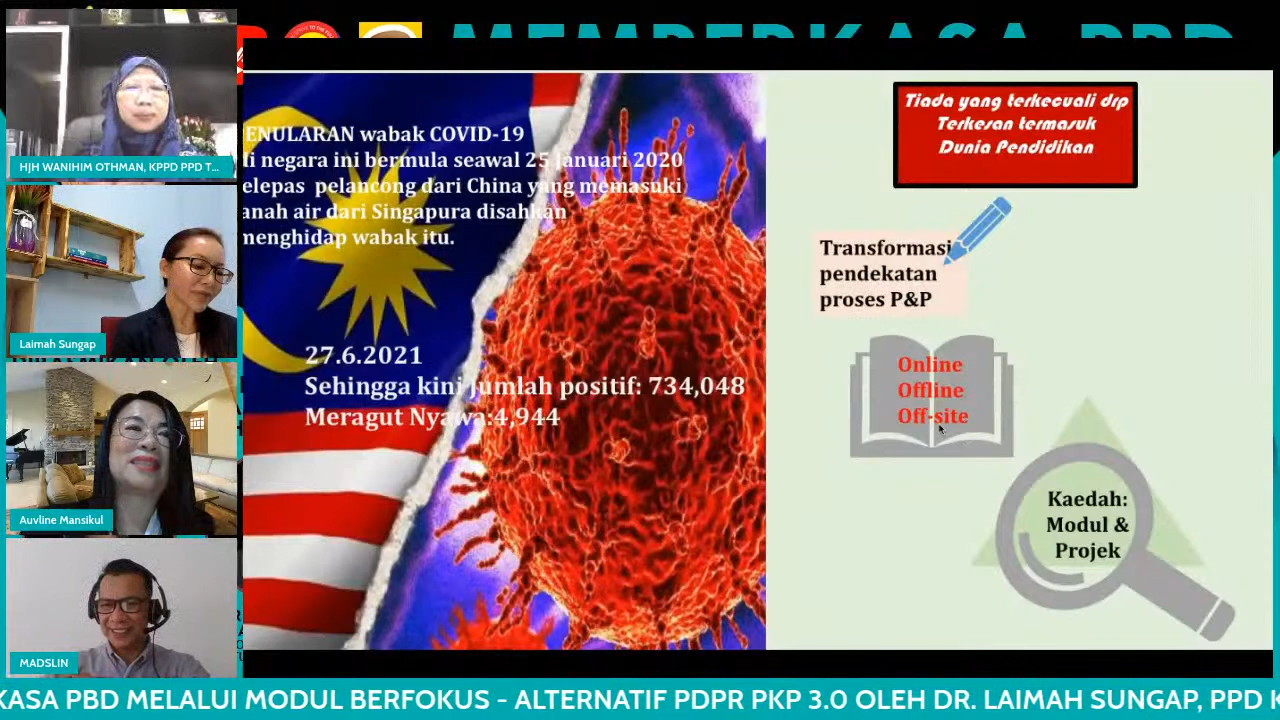 MEMPERKASA PBD
HJH WANIHIM OTHMAN, KPPD PPD T...
Laimah Sungap
Auvline Mansikul
MADSLIN
ENULARAN wabak COVID-19
di negara ini bermula seawal 25 Januari 2020
elepas pelancong dari China yang memasuki
anah air dari Singapura disahkan
menghidap wabak itu.
27.6.2021
Sehingga kini jumlah positif: 734,048
Meragut Nyawa:4,944
Tiada yang terkecuali drp
Terkesan termasuk
Dunia Pendidikan
Transformasi
pendekatan
proses P&P
Online
Offline
Off-site
Kaedah:
Modul &
Projek
KASA PBD MELALUI MODUL BERFOKUS - ALTERNATIF PDPR PKP 3.0 OLEH DR. LAIMAH SUNGAP, PPD K